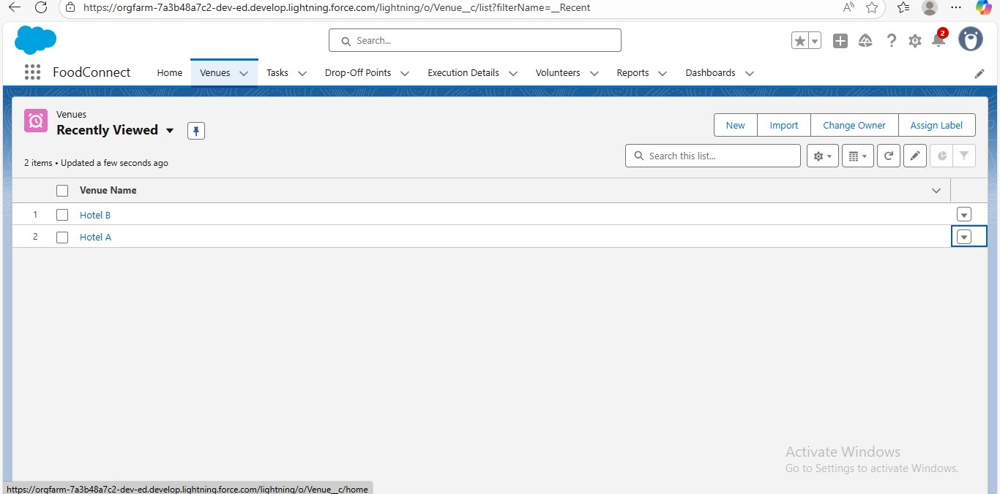 https://orgfarm-7a3b48a7c2-dev-ed.develop.lightning.force.com/lightning/o/Venue__c/list?filterName=__Recent
Search...
2
FoodConnect Home Venues Tasks Drop-Off Points Execution Details Volunteers Reports Dashboards
Venues
Recently Viewed
New Import Change Owner Assign Label
2 items • Updated a few seconds ago
Search this list...
Venue Name
1 Hotel B
2 Hotel A
Activate Windows
Go to Settings to activate Windows.
https://orgfarm-7a3b48a7c2-dev-ed.develop.lightning.force.com/lightning/o/Venue__c/home